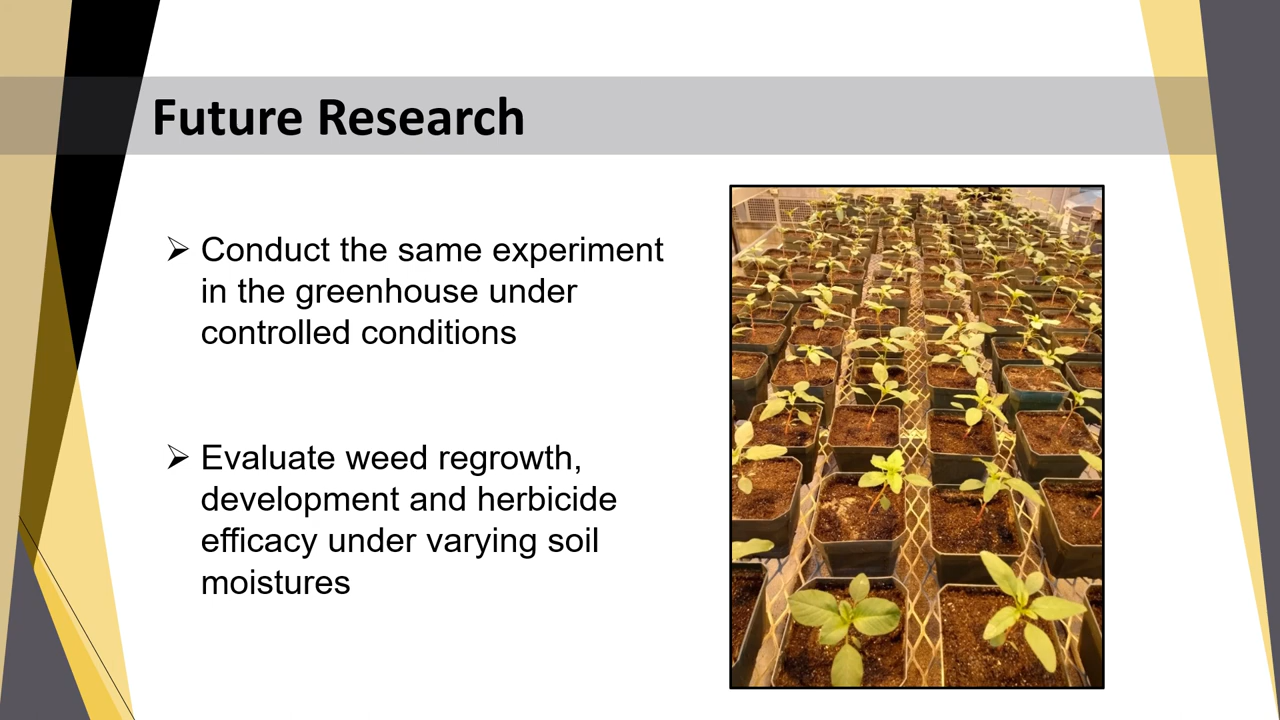 Future Research
➢ Conduct the same experiment
in the greenhouse under
controlled conditions
➢ Evaluate weed regrowth,
development and herbicide
efficacy under varying soil
moistures